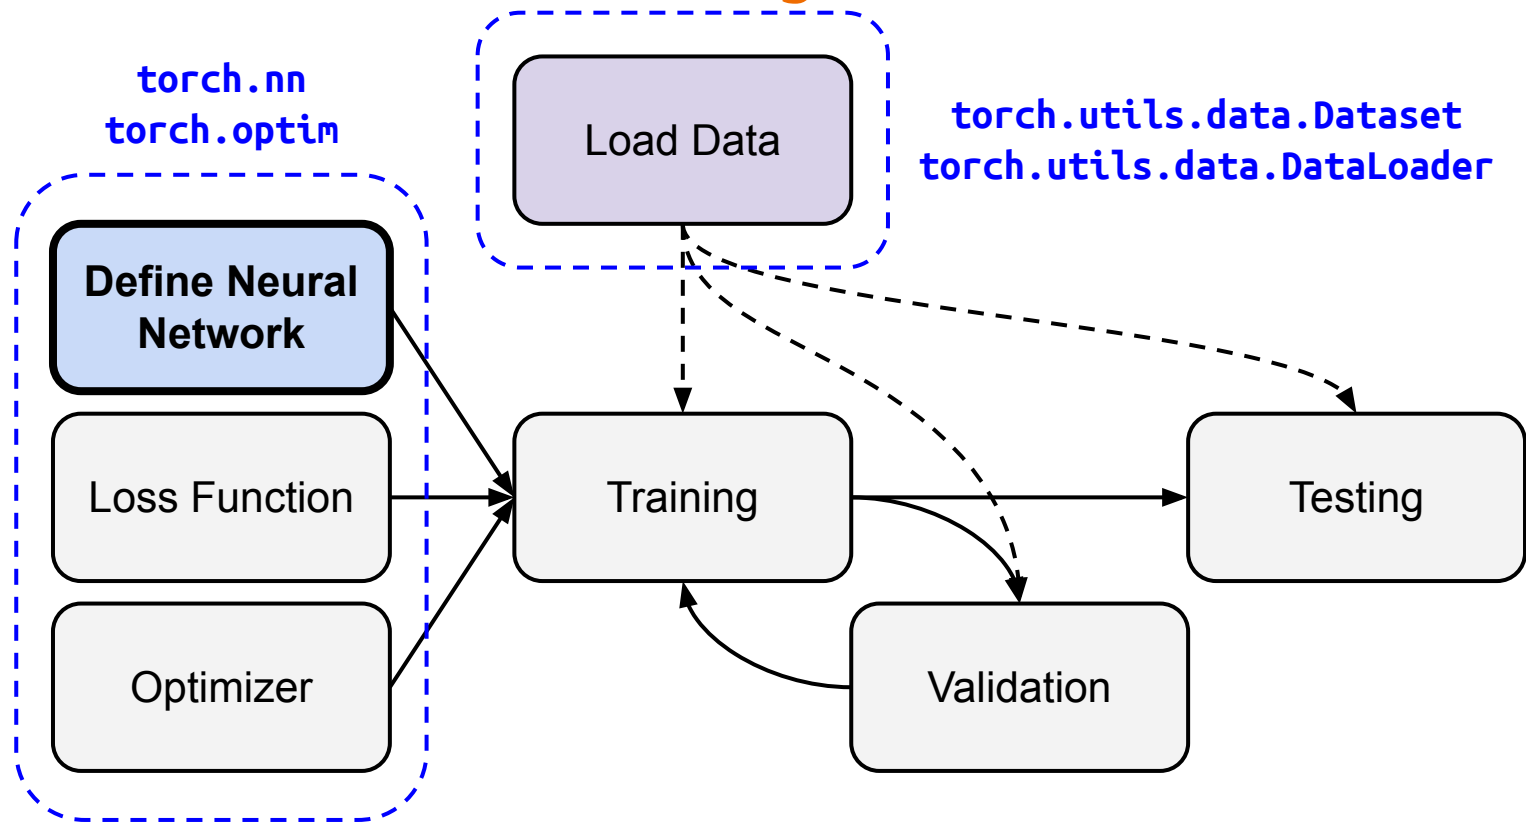 torch.nn
torch.optim
Load Data
torch.utils.data.Dataset
torch.utils.data.DataLoader
Define Neural
Network
Loss Function
Training
Testing
Optimizer
Validation